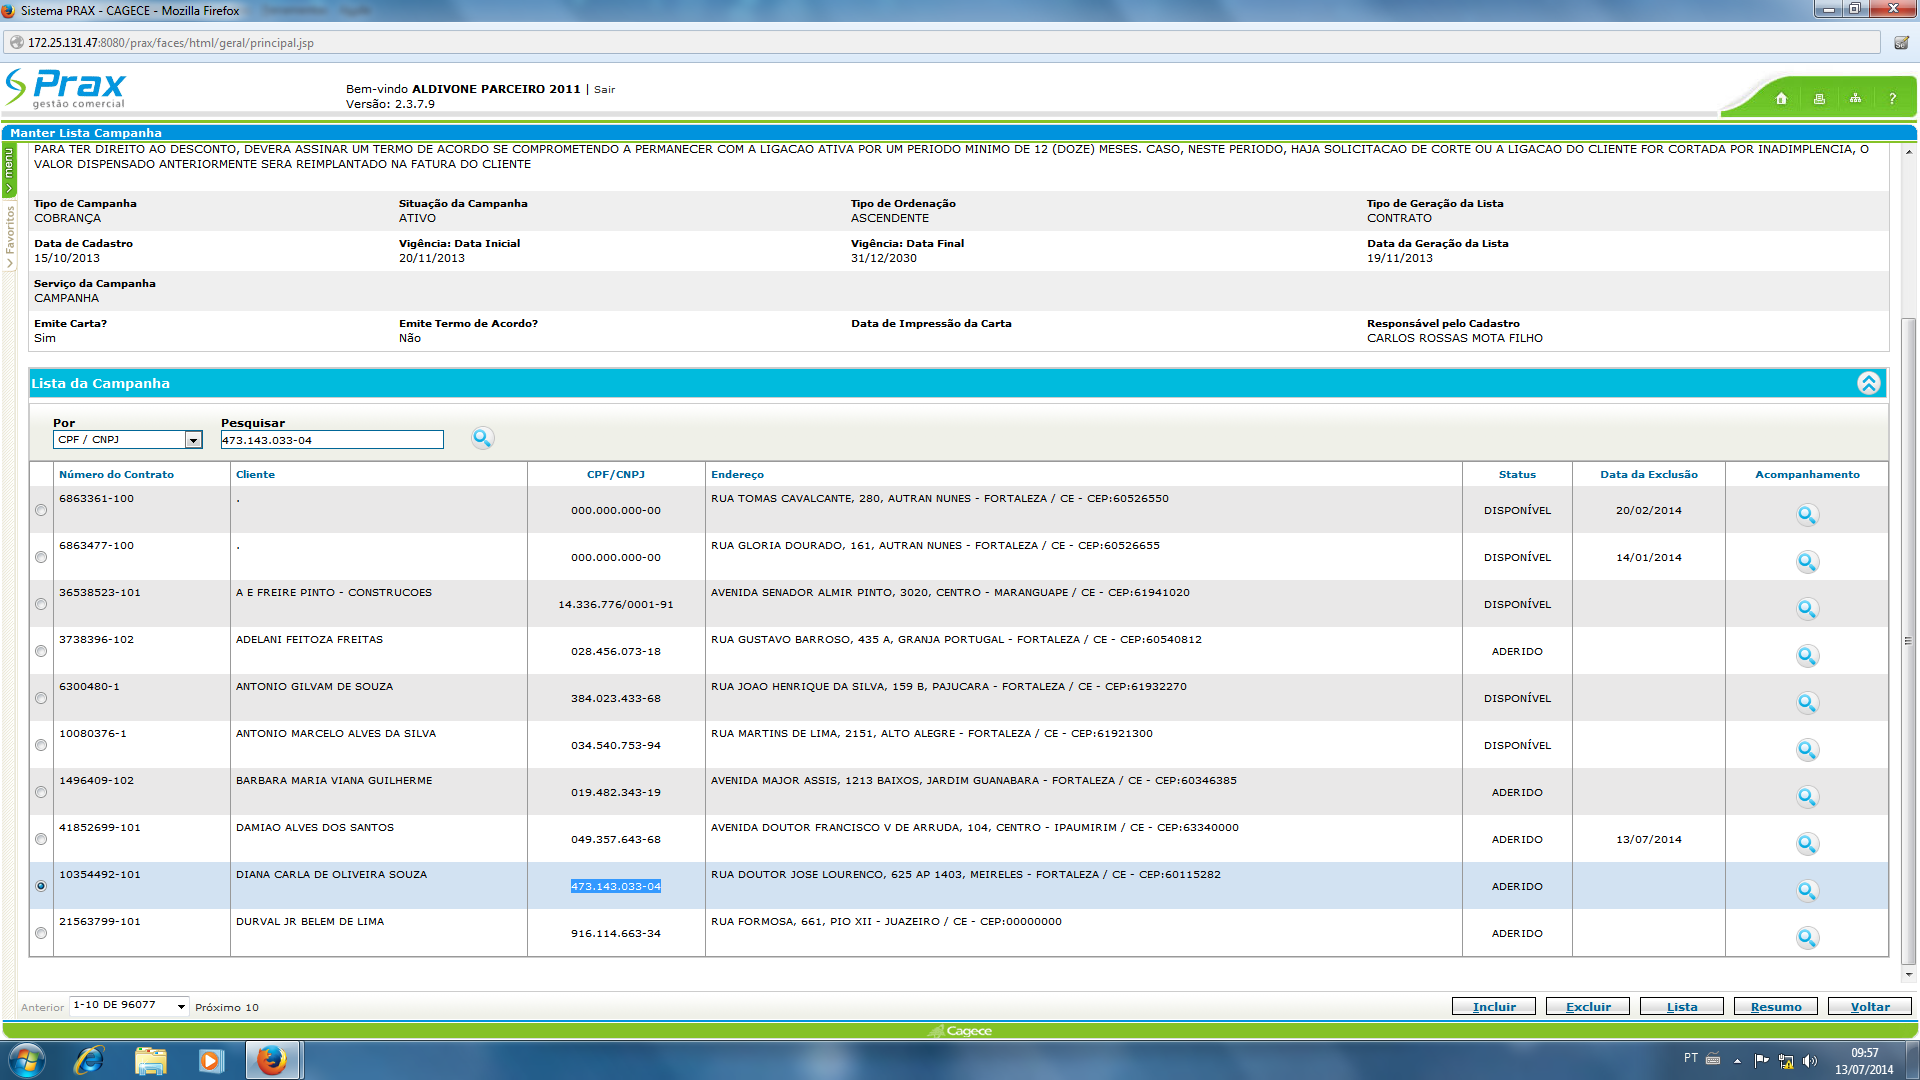 Sistema PRAX - CAGECE - Mozilla Firefox
172.25.131.47:8080/prax/faces/html/geral/principal.jsp
Prax
gestão comercial
Bem-vindo ALDIVONE PARCEIRO 2011 | Sair
Versão: 2.3.7.9
?
Manter Lista Campanha
menu
Favoritos
PARA TER DIREITO AO DESCONTO, DEVERA ASSINAR UM TERMO DE ACORDO SE COMPROMETENDO A PERMANECER COM A LIGACAO ATIVA POR UM PERIODO MINIMO DE 12 (DOZE) MESES. CASO, NESTE PERIODO, HAJA SOLICITACAO DE CORTE OU A LIGACAO DO CLIENTE FOR CORTADA POR INADIMPLENCIA, O
VALOR DISPENSADO ANTERIORMENTE SERA REIMPLANTADO NA FATURA DO CLIENTE
Tipo de Campanha Situação da Campanha Tipo de Ordenação Tipo de Geração da Lista
COBRANÇA ATIVO ASCENDENTE CONTRATO
Data de Cadastro Vigência: Data Inicial Vigência: Data Final Data da Geração da Lista
15/10/2013 20/11/2013 31/12/2030 19/11/2013
Serviço da Campanha
CAMPANHA
Emite Carta? Emite Termo de Acordo? Data de Impressão da Carta Responsável pelo Cadastro
Sim Não CARLOS ROSSAS MOTA FILHO
Lista da Campanha
Por Pesquisar
CPF / CNPJ 473.143.033-04
Número do Contrato Cliente CPF/CNPJ Endereço Status Data da Exclusão Acompanhamento
6863361-100 . 000.000.000-00 RUA TOMAS CAVALCANTE, 280, AUTRAN NUNES - FORTALEZA / CE - CEP:60526550 DISPONÍVEL 20/02/2014
6863477-100 . 000.000.000-00 RUA GLORIA DOURADO, 161, AUTRAN NUNES - FORTALEZA / CE - CEP:60526655 DISPONÍVEL 14/01/2014
36538523-101 A E FREIRE PINTO - CONSTRUCOES 14.336.776/0001-91 AVENIDA SENADOR ALMIR PINTO, 3020, CENTRO - MARANGUAPE / CE - CEP:61941020 DISPONÍVEL
3738396-102 ADELANI FEITOZA FREITAS 028.456.073-18 RUA GUSTAVO BARROSO, 435 A, GRANJA PORTUGAL - FORTALEZA / CE - CEP:60540812 ADERIDO
6300480-1 ANTONIO GILVAM DE SOUZA 384.023.433-68 RUA JOAO HENRIQUE DA SILVA, 159 B, PAJUCARA - FORTALEZA / CE - CEP:61932270 DISPONÍVEL
10080376-1 ANTONIO MARCELO ALVES DA SILVA 034.540.753-94 RUA MARTINS DE LIMA, 2151, ALTO ALEGRE - FORTALEZA / CE - CEP:61921300 DISPONÍVEL
1496409-102 BARBARA MARIA VIANA GUILHERME 019.482.343-19 AVENIDA MAJOR ASSIS, 1213 BAIXOS, JARDIM GUANABARA - FORTALEZA / CE - CEP:60346385 ADERIDO
41852699-101 DAMIAO ALVES DOS SANTOS 049.357.643-68 AVENIDA DOUTOR FRANCISCO V DE ARRUDA, 104, CENTRO - IPAUMIRIM / CE - CEP:63340000 ADERIDO 13/07/2014
10354492-101 DIANA CARLA DE OLIVEIRA SOUZA 473.143.033-04 RUA DOUTOR JOSE LOURENCO, 625 AP 1403, MEIRELES - FORTALEZA / CE - CEP:60115282 ADERIDO
21563799-101 DURVAL JR BELEM DE LIMA 916.114.663-34 RUA FORMOSA, 661, PIO XII - JUAZEIRO / CE - CEP:00000000 ADERIDO
Anterior 1-10 DE 96077 Próximo 10 Incluir Excluir Lista Resumo Voltar
Cagece
PT 09:57
13/07/2014